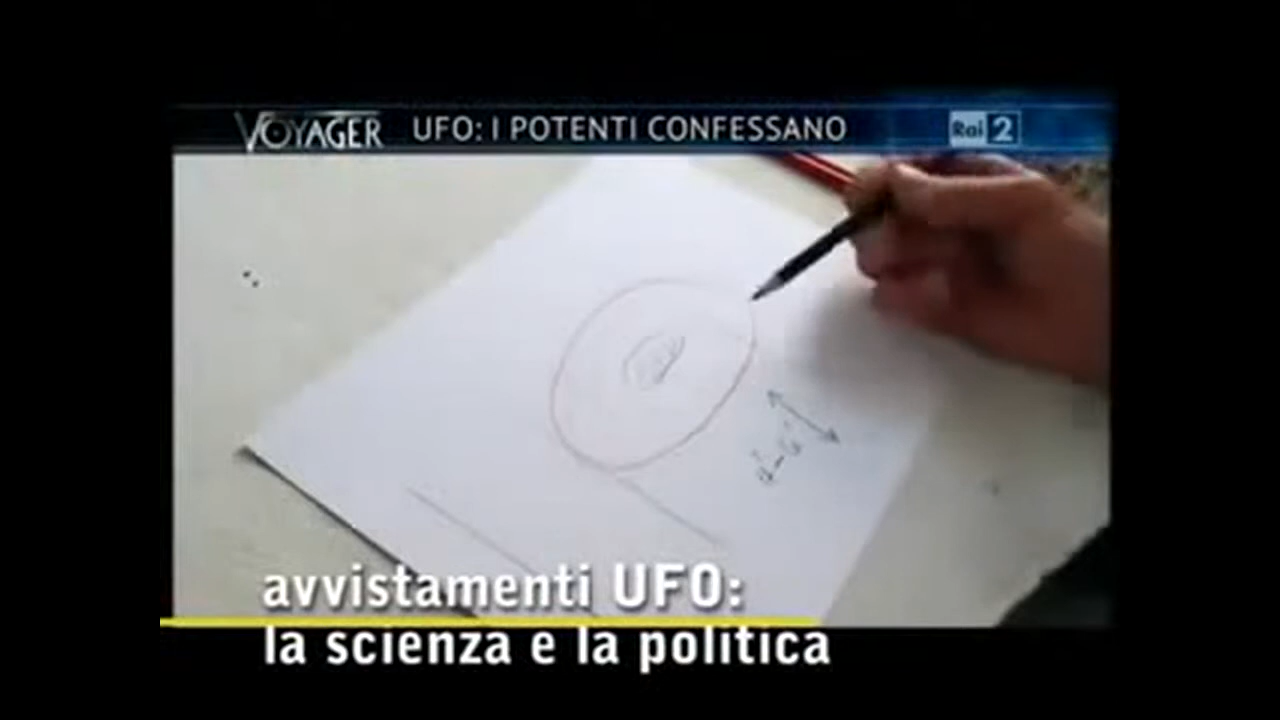 VOYAGER UFO: I POTENTI CONFESSANO Rai 2
avvistamenti UFO:
la scienza e la politica